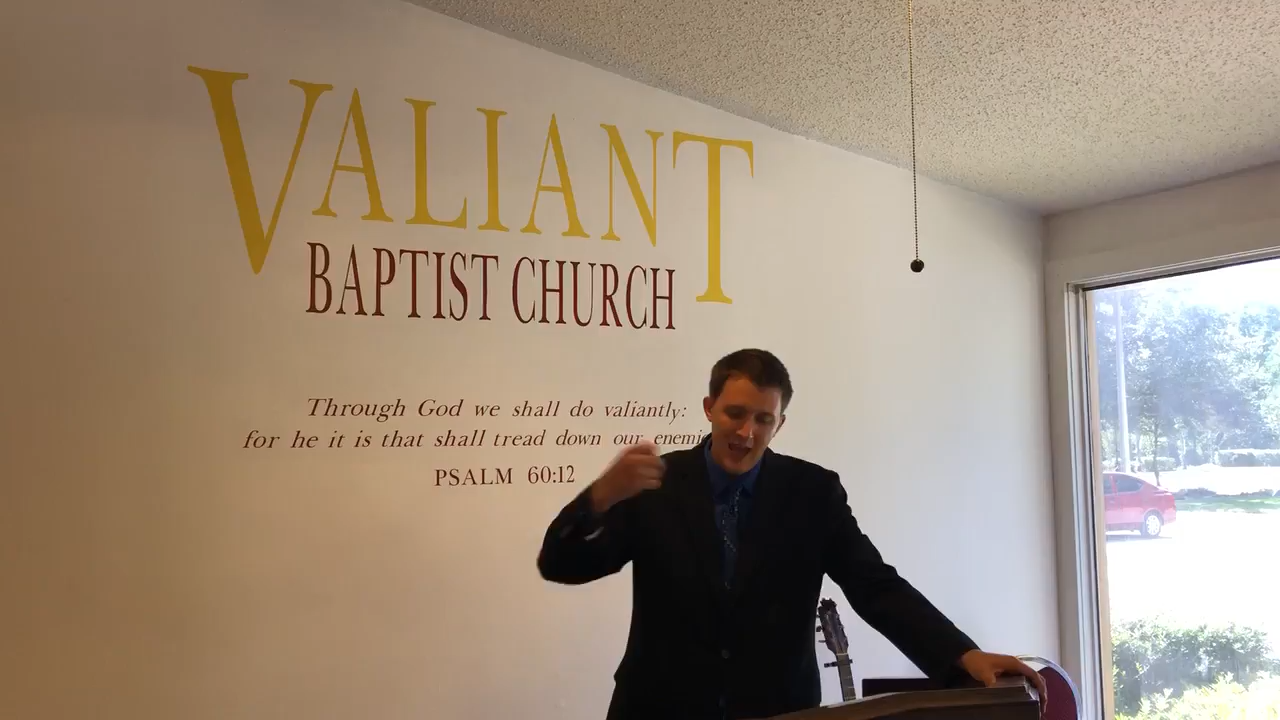 VALIANT
BAPTIST CHURCH
Through God we shall do valiantly:
for he it is that shall tread down our
PSALM 60:12